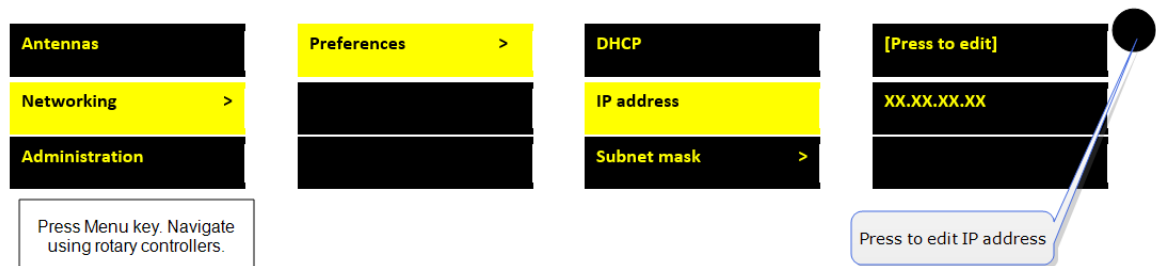 Antennas
Networking >
Administration
Press Menu key. Navigate
using rotary controllers.
Preferences >
DHCP
IP address
Subnet mask >
[Press to edit]
XX.XX.XX.XX
Press to edit IP address